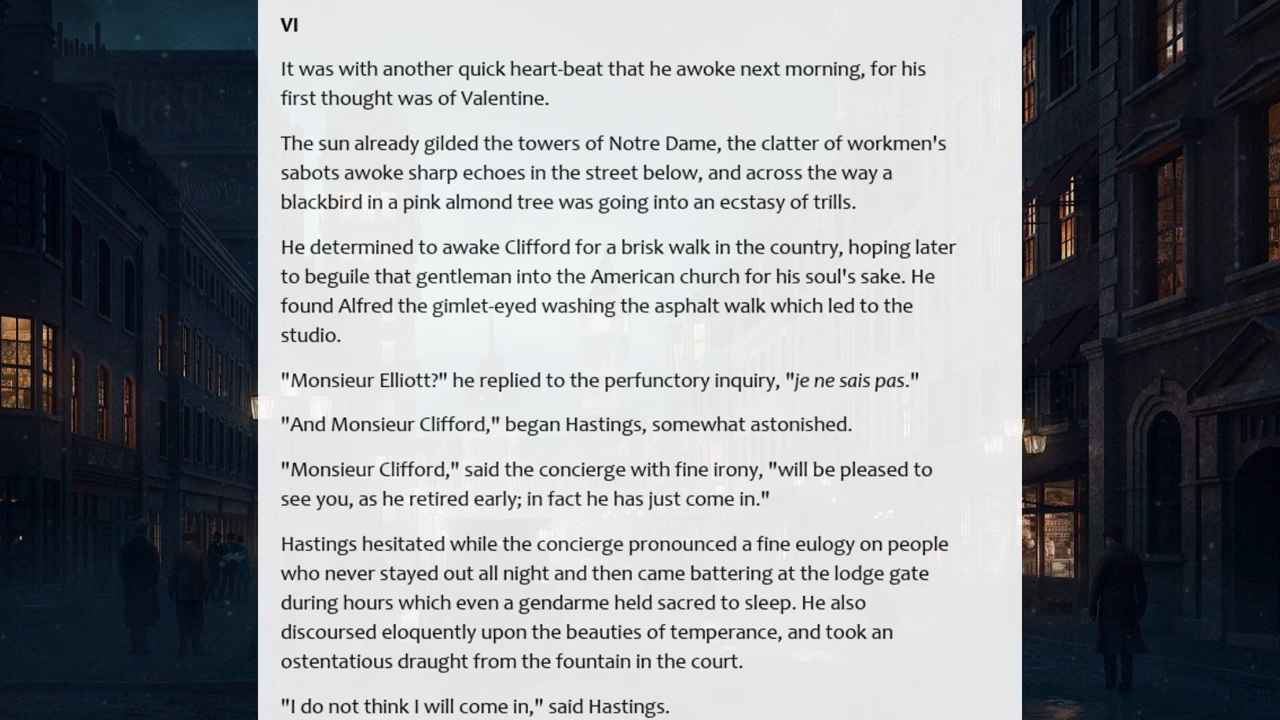 VI
It was with another quick heart-beat that he awoke next morning, for his
first thought was of Valentine.
The sun already gilded the towers of Notre Dame, the clatter of workmen's
sabots awoke sharp echoes in the street below, and across the way a
blackbird in a pink almond tree was going into an ecstasy of trills.
He determined to awake Clifford for a brisk walk in the country, hoping later
to beguile that gentleman into the American church for his soul's sake. He
found Alfred the gimlet-eyed washing the asphalt walk which led to the
studio.
"Monsieur Elliott?" he replied to the perfunctory inquiry, "je ne sais pas."
"And Monsieur Clifford," began Hastings, somewhat astonished.
"Monsieur Clifford," said the concierge with fine irony, "will be pleased to
see you, as he retired early; in fact he has just come in."
Hastings hesitated while the concierge pronounced a fine eulogy on people
who never stayed out all night and then came battering at the lodge gate
during hours which even a gendarme held sacred to sleep. He also
discoursed eloquently upon the beauties of temperance, and took an
ostentatious draught from the fountain in the court.
"I do not think I will come in," said Hastings.